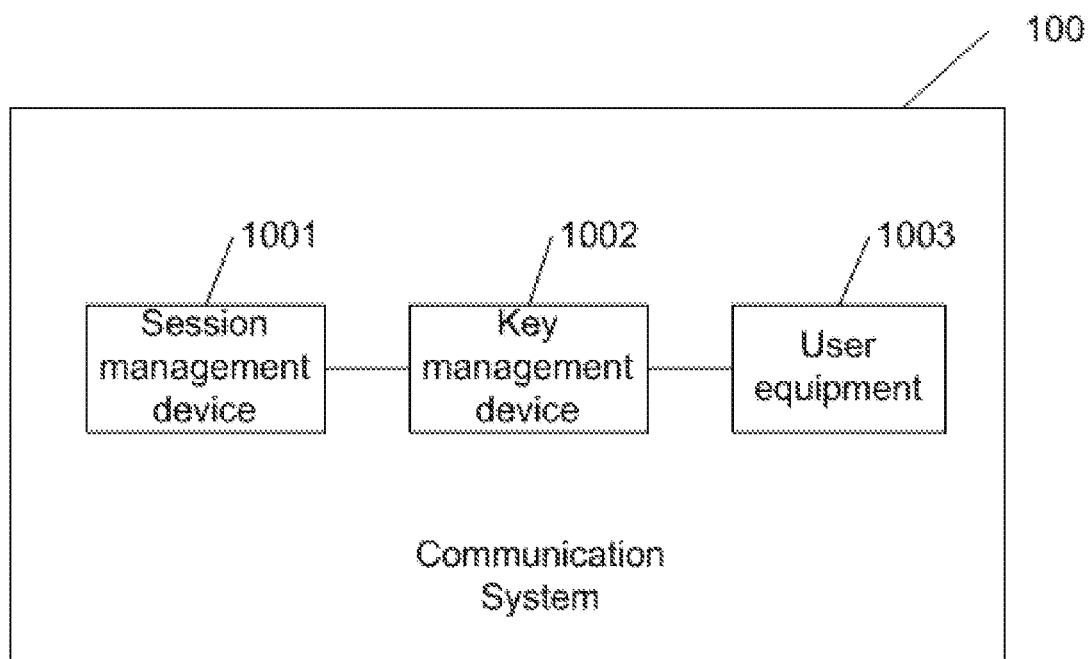 100
1001
1002
1003
Session
management
device
Key
management
device
User
equipment
Communication
System